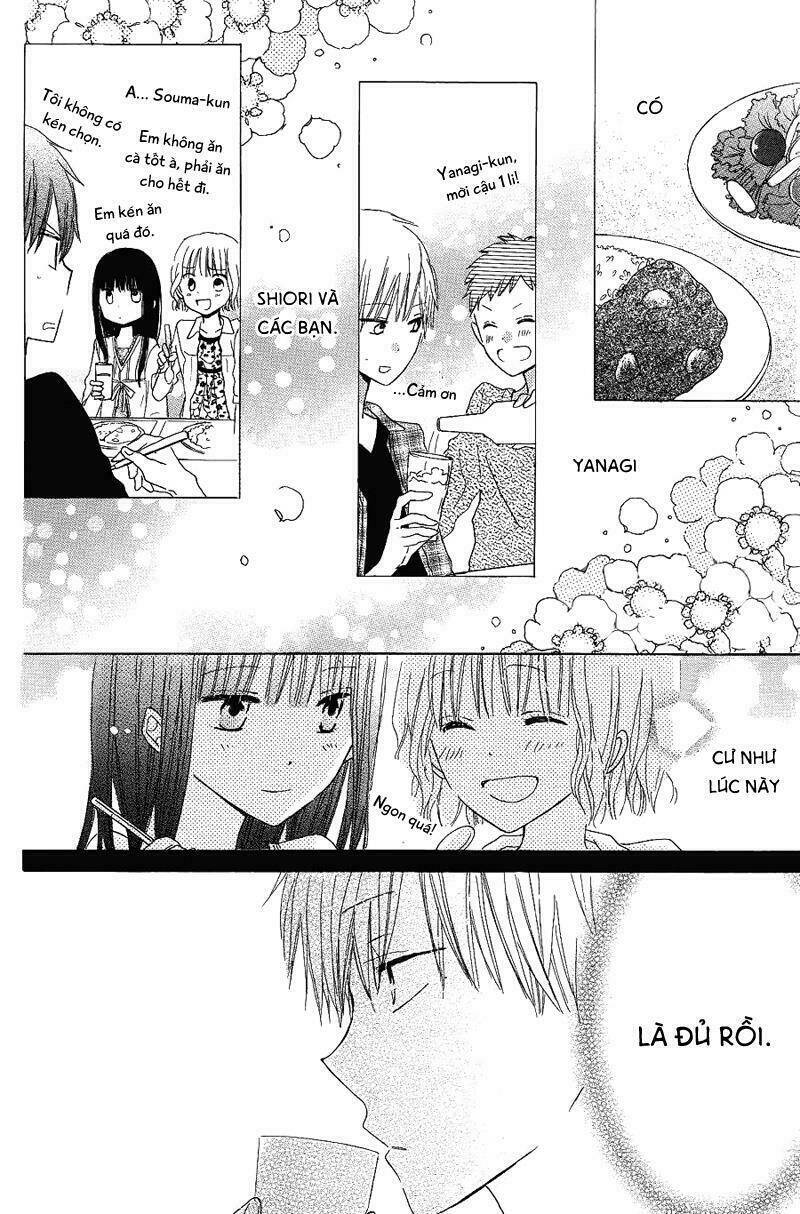 CÓ
Yanagi-kun,
mời cậu 1 li!
...Cảm ơn
YANAGI
A... Souma-kun
Tôi không có
kén chọn.
Em không ăn
cà tốt à, phải ăn
cho hết đi.
Em kén ăn
quá đó.
SHIORI VÀ
CÁC BẠN.
CỨ NHƯ
LÚC NÀY
Ngon quá!
LÀ ĐỦ RỒI.